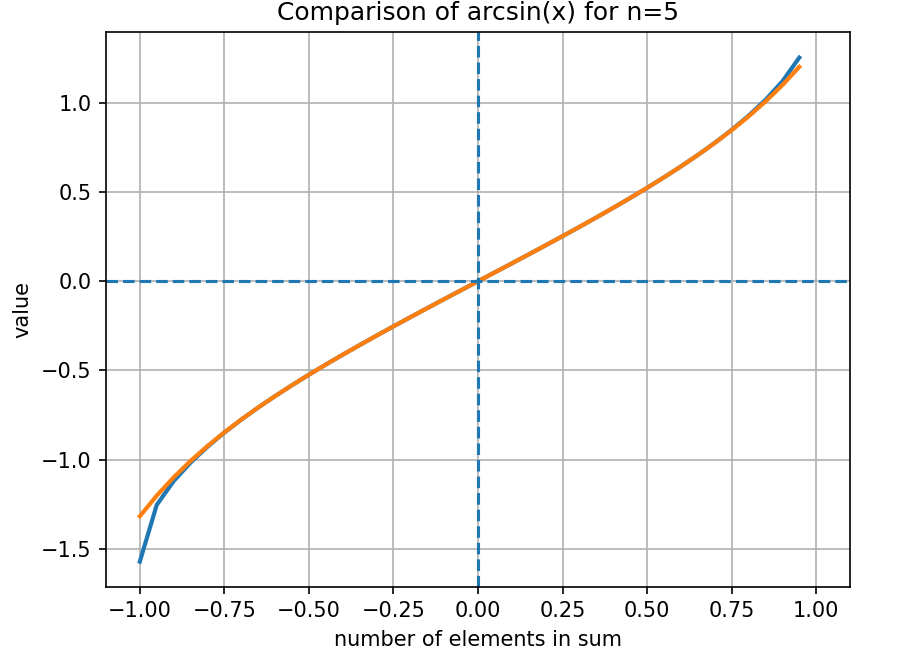 Comparison of arcsin(x) for n=5
1.0
0.5
0.0
−0.5
−1.0
−1.5
value
−1.00 −0.75 −0.50 −0.25 0.00 0.25 0.50 0.75 1.00
number of elements in sum